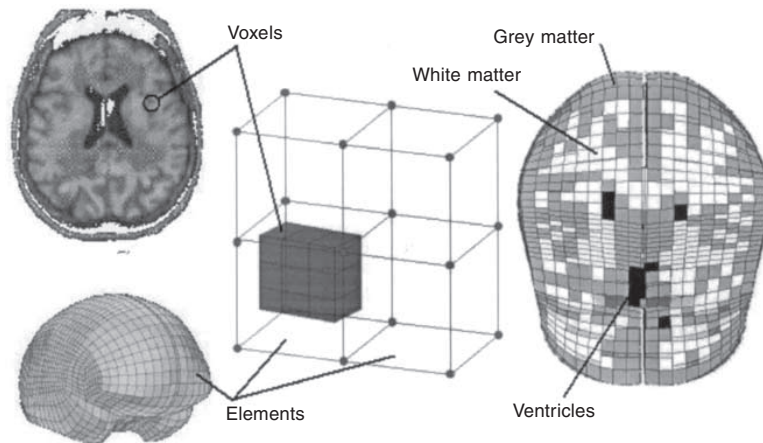 Voxels
Grey matter
White matter
Elements
Ventricles